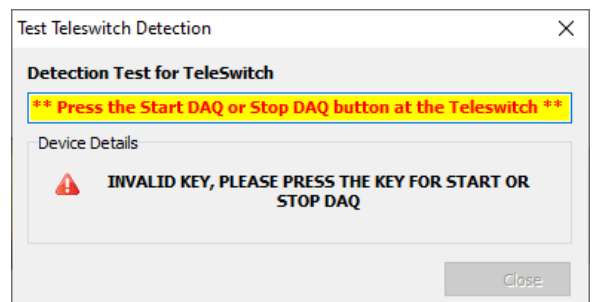 Test Teleswitch Detection
Detection Test for TeleSwitch
** Press the Start DAQ or Stop DAQ button at the Teleswitch **
Device Details
INVALID KEY, PLEASE PRESS THE KEY FOR START OR
STOP DAQ
Close